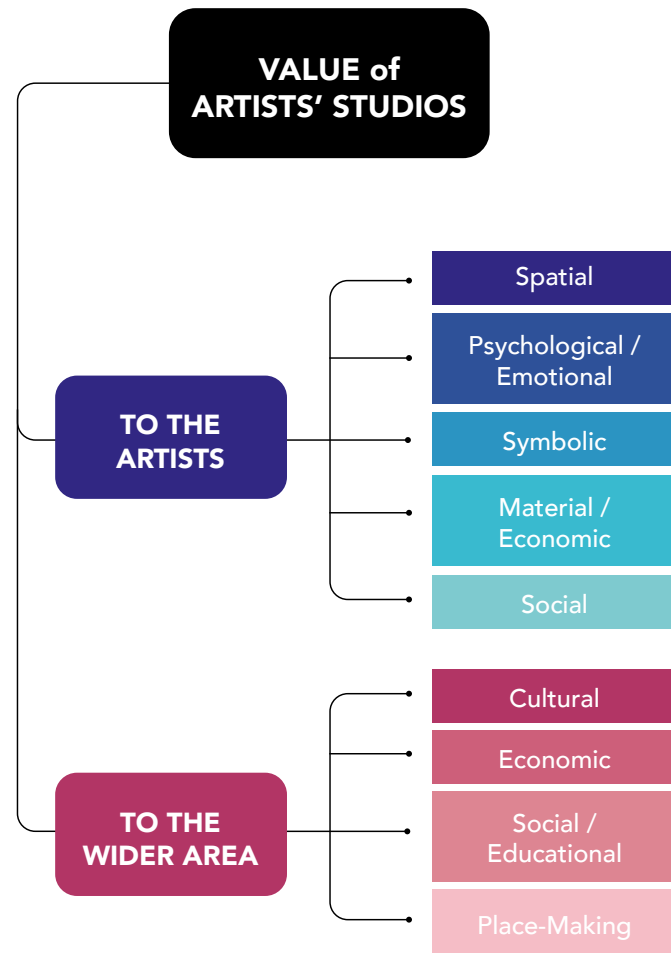 VALUE of
ARTISTS’ STUDIOS
TO THE
ARTISTS
Spatial
Psychological /
Emotional
Symbolic
Material /
Economic
Social
TO THE
WIDER AREA
Cultural
Economic
Social /
Educational
Place-Making